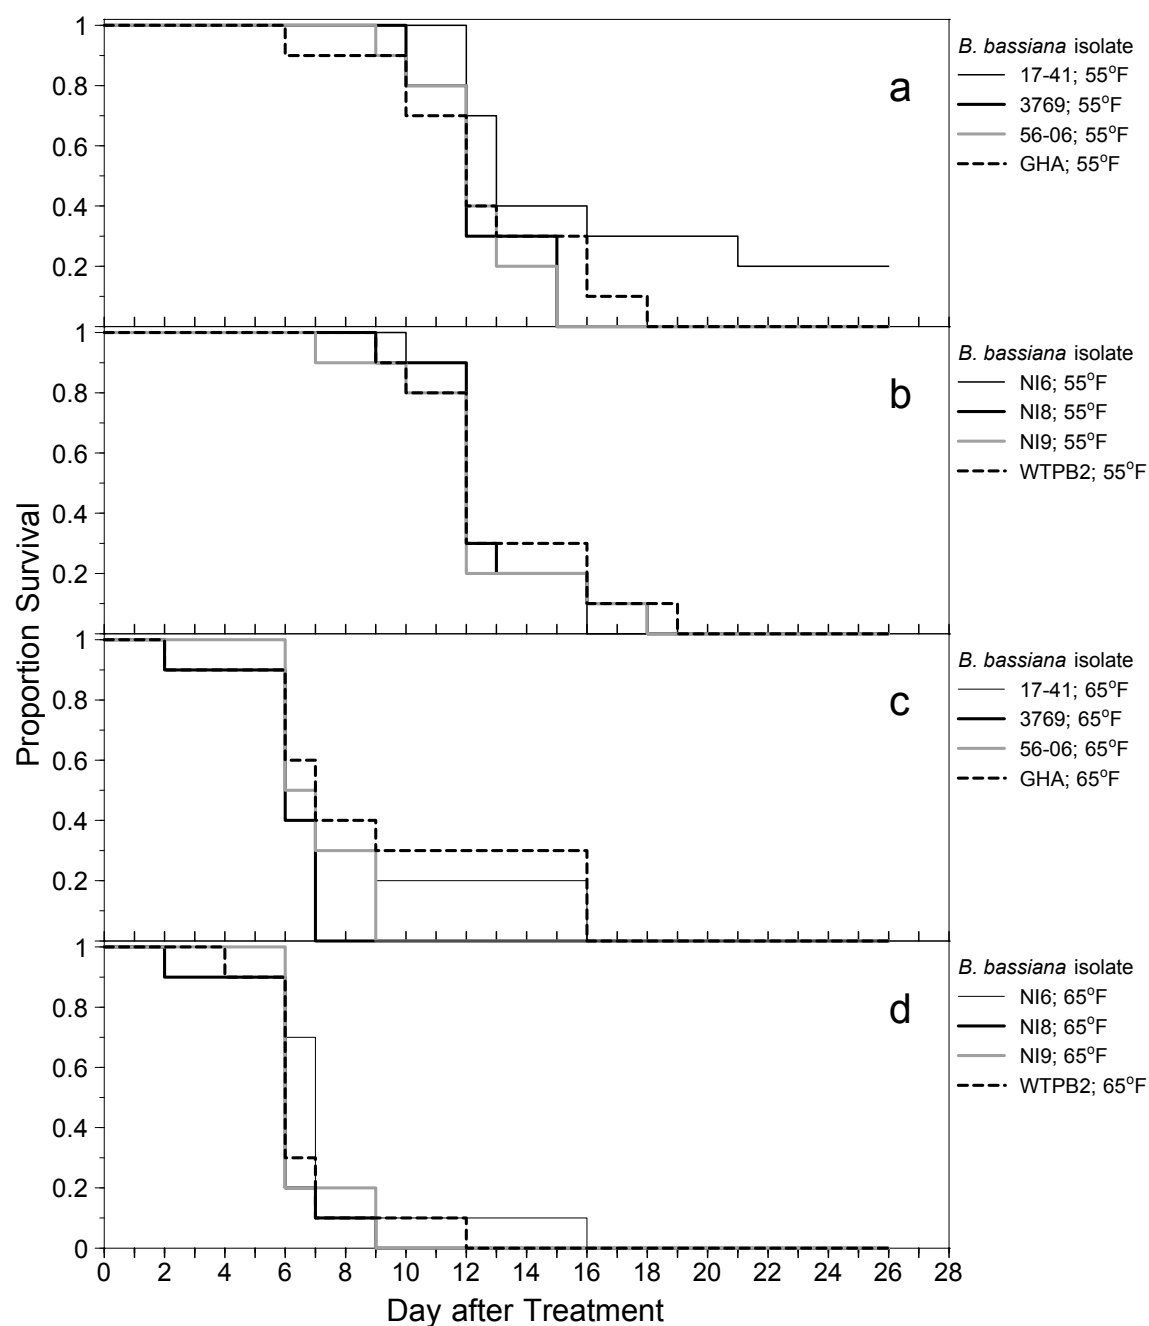 1
0.8
0.6
0.4
0.2
a
B. bassiana isolate
17-41; 55°F
3769; 55°F
56-06; 55°F
GHA; 55°F
1
0.8
0.6
0.4
0.2
b
B. bassiana isolate
NI6; 55°F
NI8; 55°F
NI9; 55°F
WTPB2; 55°F
Proportion Survival
1
0.8
0.6
0.4
0.2
c
B. bassiana isolate
17-41; 65°F
3769; 65°F
56-06; 65°F
GHA; 65°F
1
0.8
0.6
0.4
0.2
0
d
B. bassiana isolate
NI6; 65°F
NI8; 65°F
NI9; 65°F
WTPB2; 65°F
0 2 4 6 8 10 12 14 16 18 20 22 24 26 28
Day after Treatment